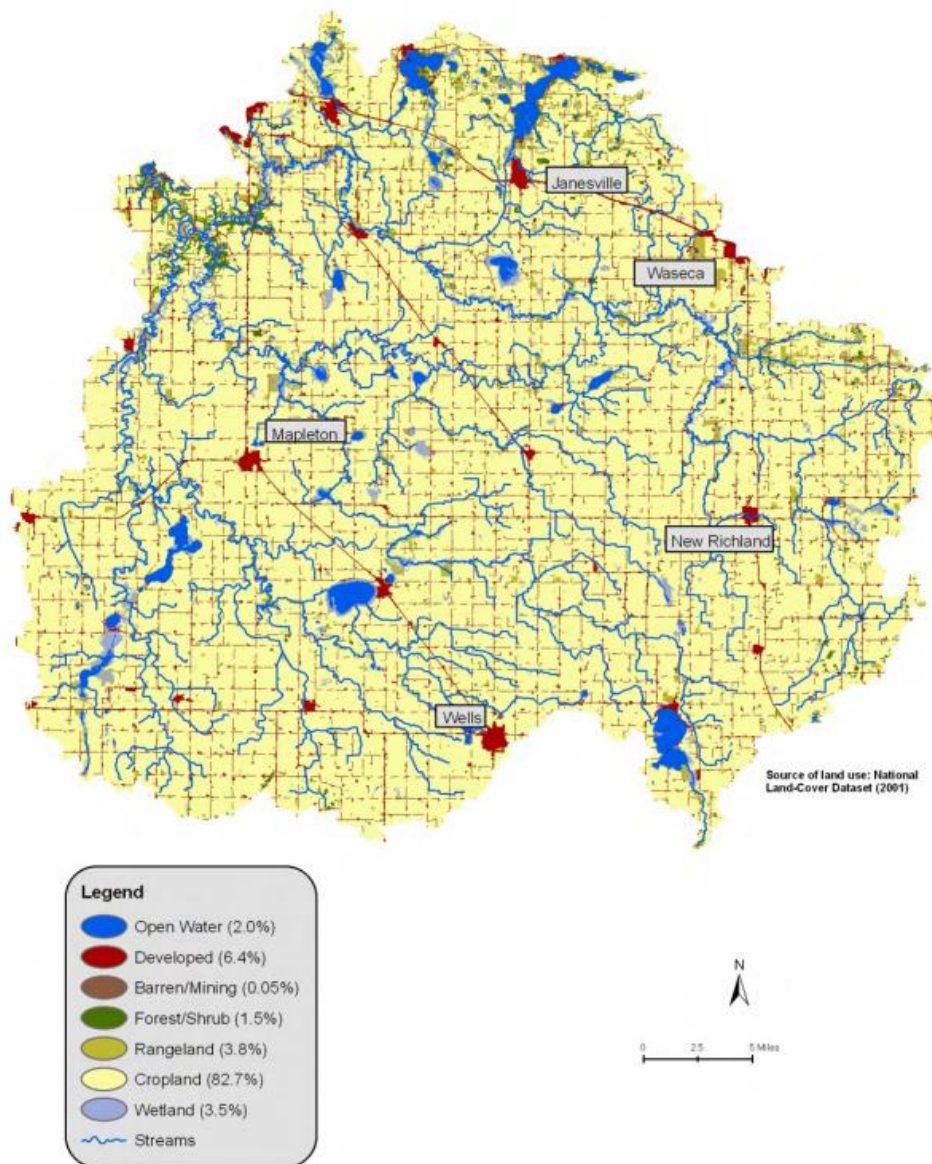 Janesville
Waseca
Mapleton
New Richland
Wells
Source of land use: National
Land-Cover Dataset (2001)
Legend
Open Water (2.0%)
Developed (6.4%)
Barren/Mining (0.05%)
Forest/Shrub (1.5%)
Rangeland (3.8%)
Cropland (82.7%)
Wetland (3.5%)
Streams
N
0 2.5 5 Miles